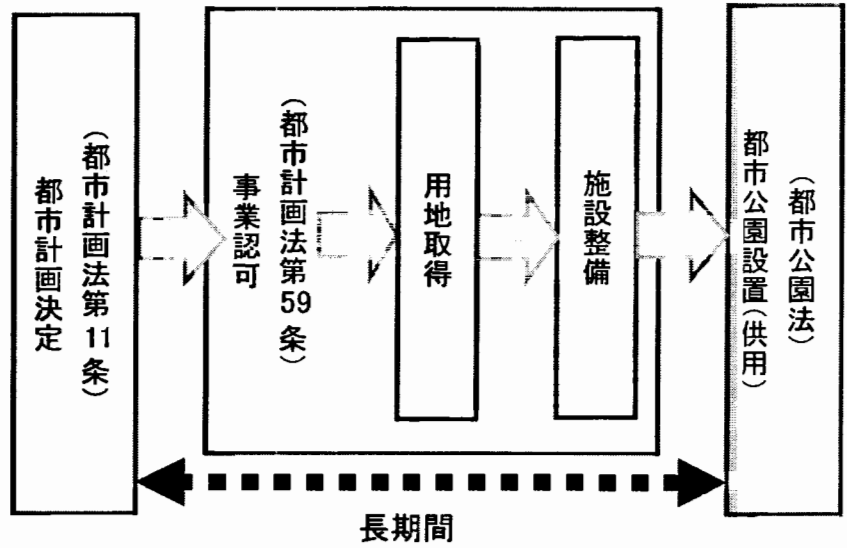 都市計画決定
（都市計画法第11条）
事業認可
（都市計画法第59条）
用地取得
施設整備
都市公園設置（供用）
（都市公園法）
長期間